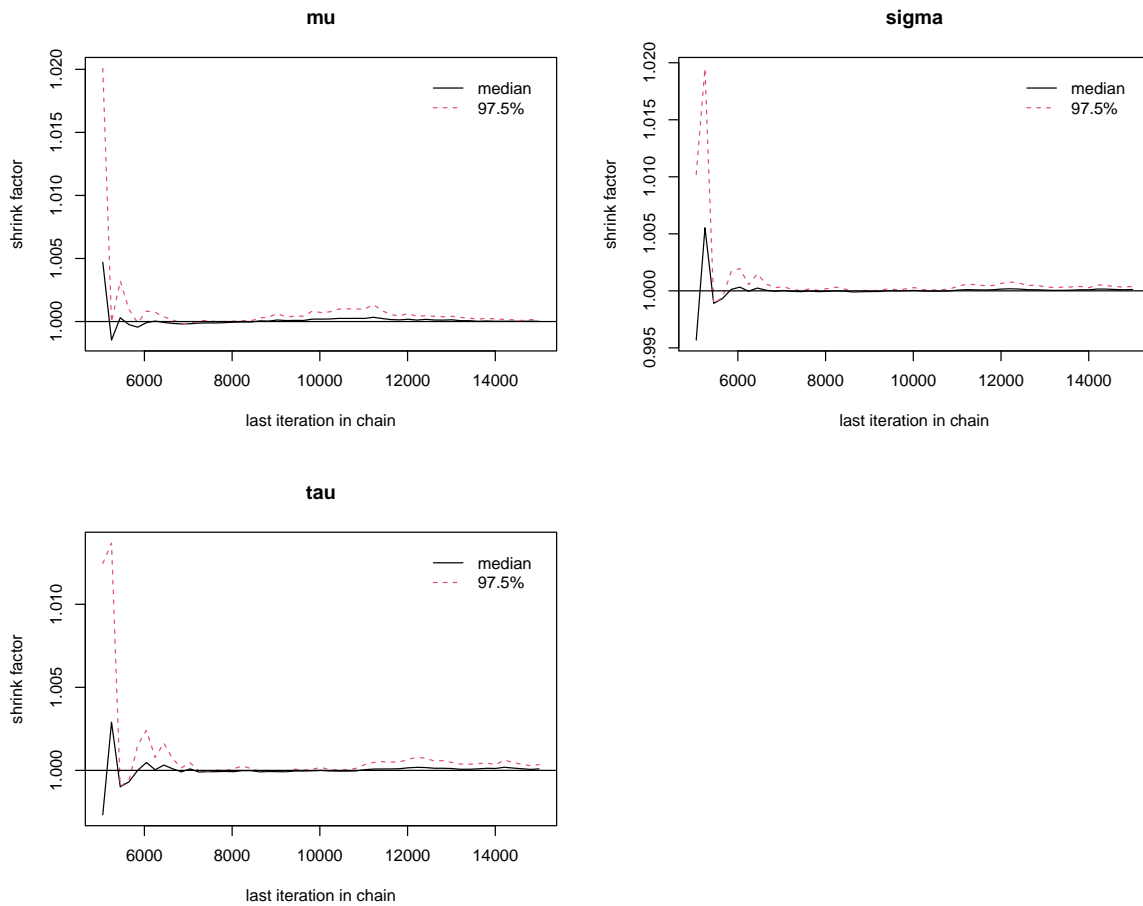 mu
median
97.5%
shrink factor
1.000
1.005
1.010
1.015
1.020
6000 8000 10000 12000 14000
last iteration in chain
sigma
median
97.5%
shrink factor
0.995
1.000
1.005
1.010
1.015
1.020
6000 8000 10000 12000 14000
last iteration in chain
tau
median
97.5%
shrink factor
1.000
1.005
1.010
6000 8000 10000 12000 14000
last iteration in chain